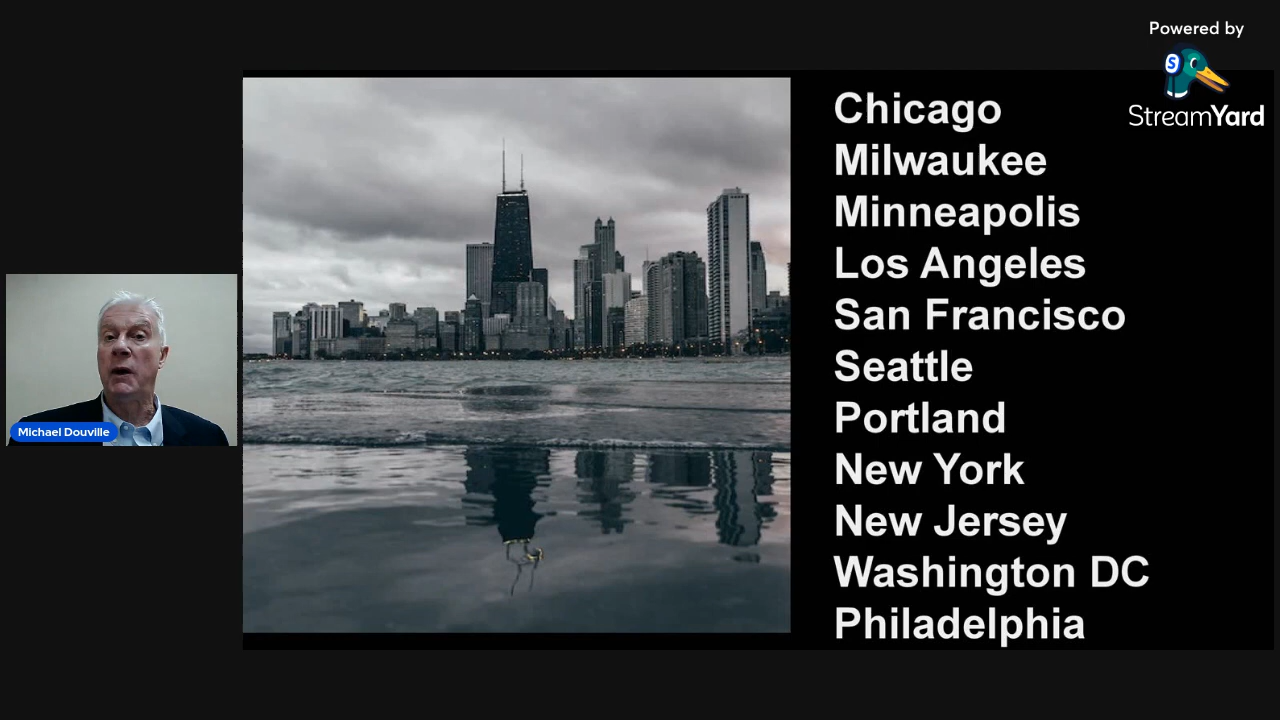 Powered by
StreamYard
Chicago
Milwaukee
Minneapolis
Los Angeles
San Francisco
Seattle
Portland
New York
New Jersey
Washington DC
Philadelphia
Michael Douville